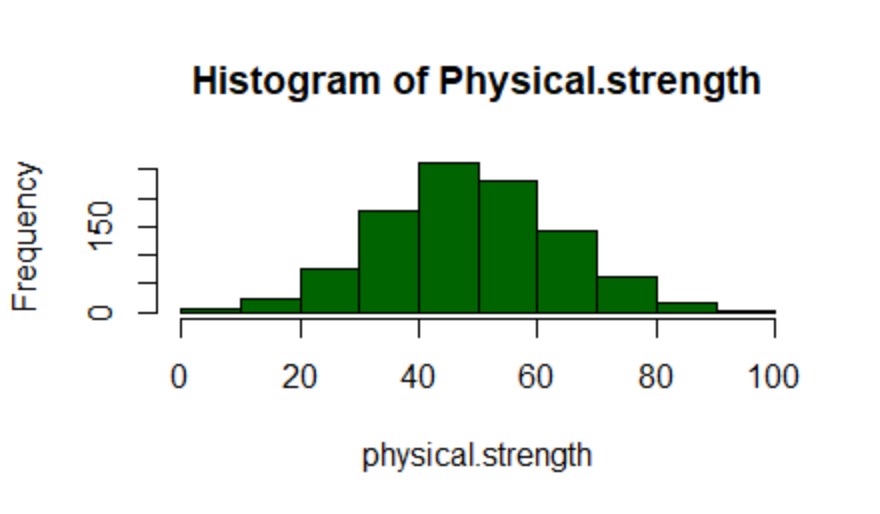 Histogram of Physical.strength
Frequency
150
0
0 20 40 60 80 100
physical.strength